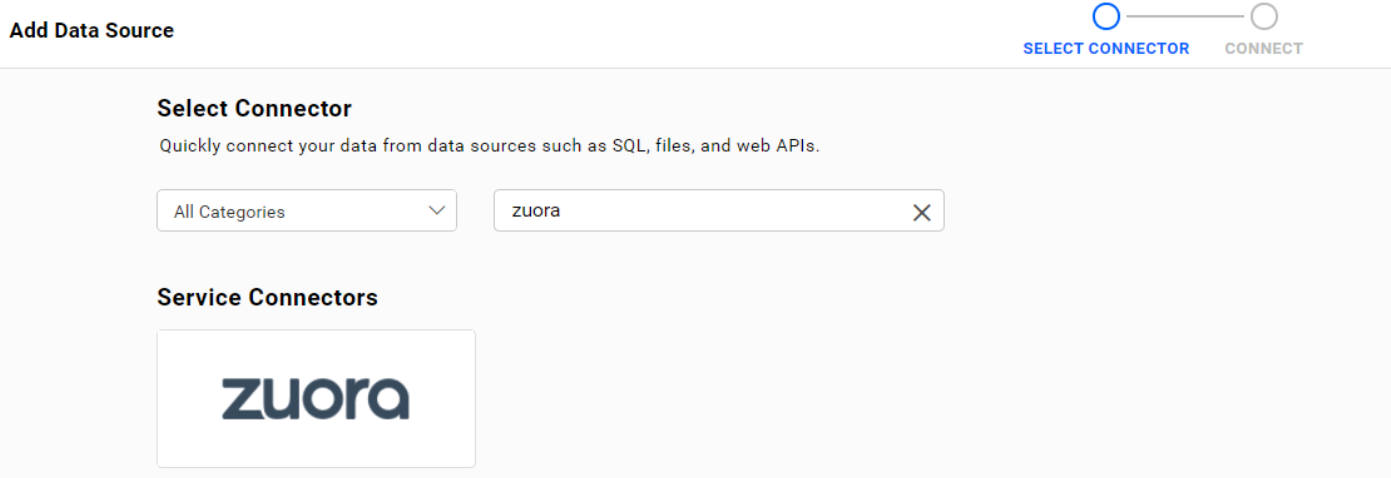 Add Data Source
SELECT CONNECTOR
CONNECT
Select Connector
Quickly connect your data from data sources such as SQL, files, and web APIs.
All Categories
zuora
Service Connectors
zuora